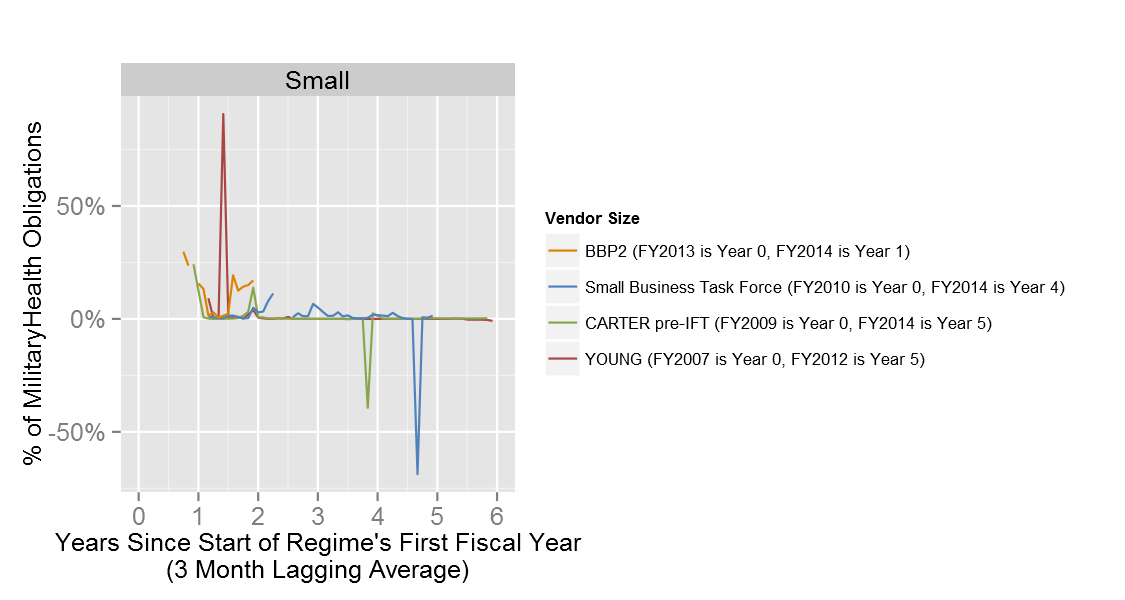 Small
% of MilitaryHealth Obligations
50%
0%
-50%
0 1 2 3 4 5 6
Years Since Start of Regime's First Fiscal Year
(3 Month Lagging Average)
Vendor Size
BBP2 (FY2013 is Year 0, FY2014 is Year 1)
Small Business Task Force (FY2010 is Year 0, FY2014 is Year 4)
CARTER pre-IFT (FY2009 is Year 0, FY2014 is Year 5)
YOUNG (FY2007 is Year 0, FY2012 is Year 5)